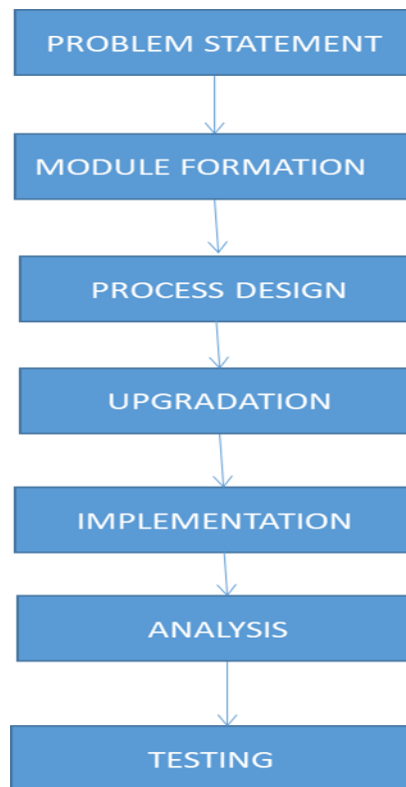 PROBLEM STATEMENT
MODULE FORMATION
PROCESS DESIGN
UPGRADATION
IMPLEMENTATION
ANALYSIS
TESTING